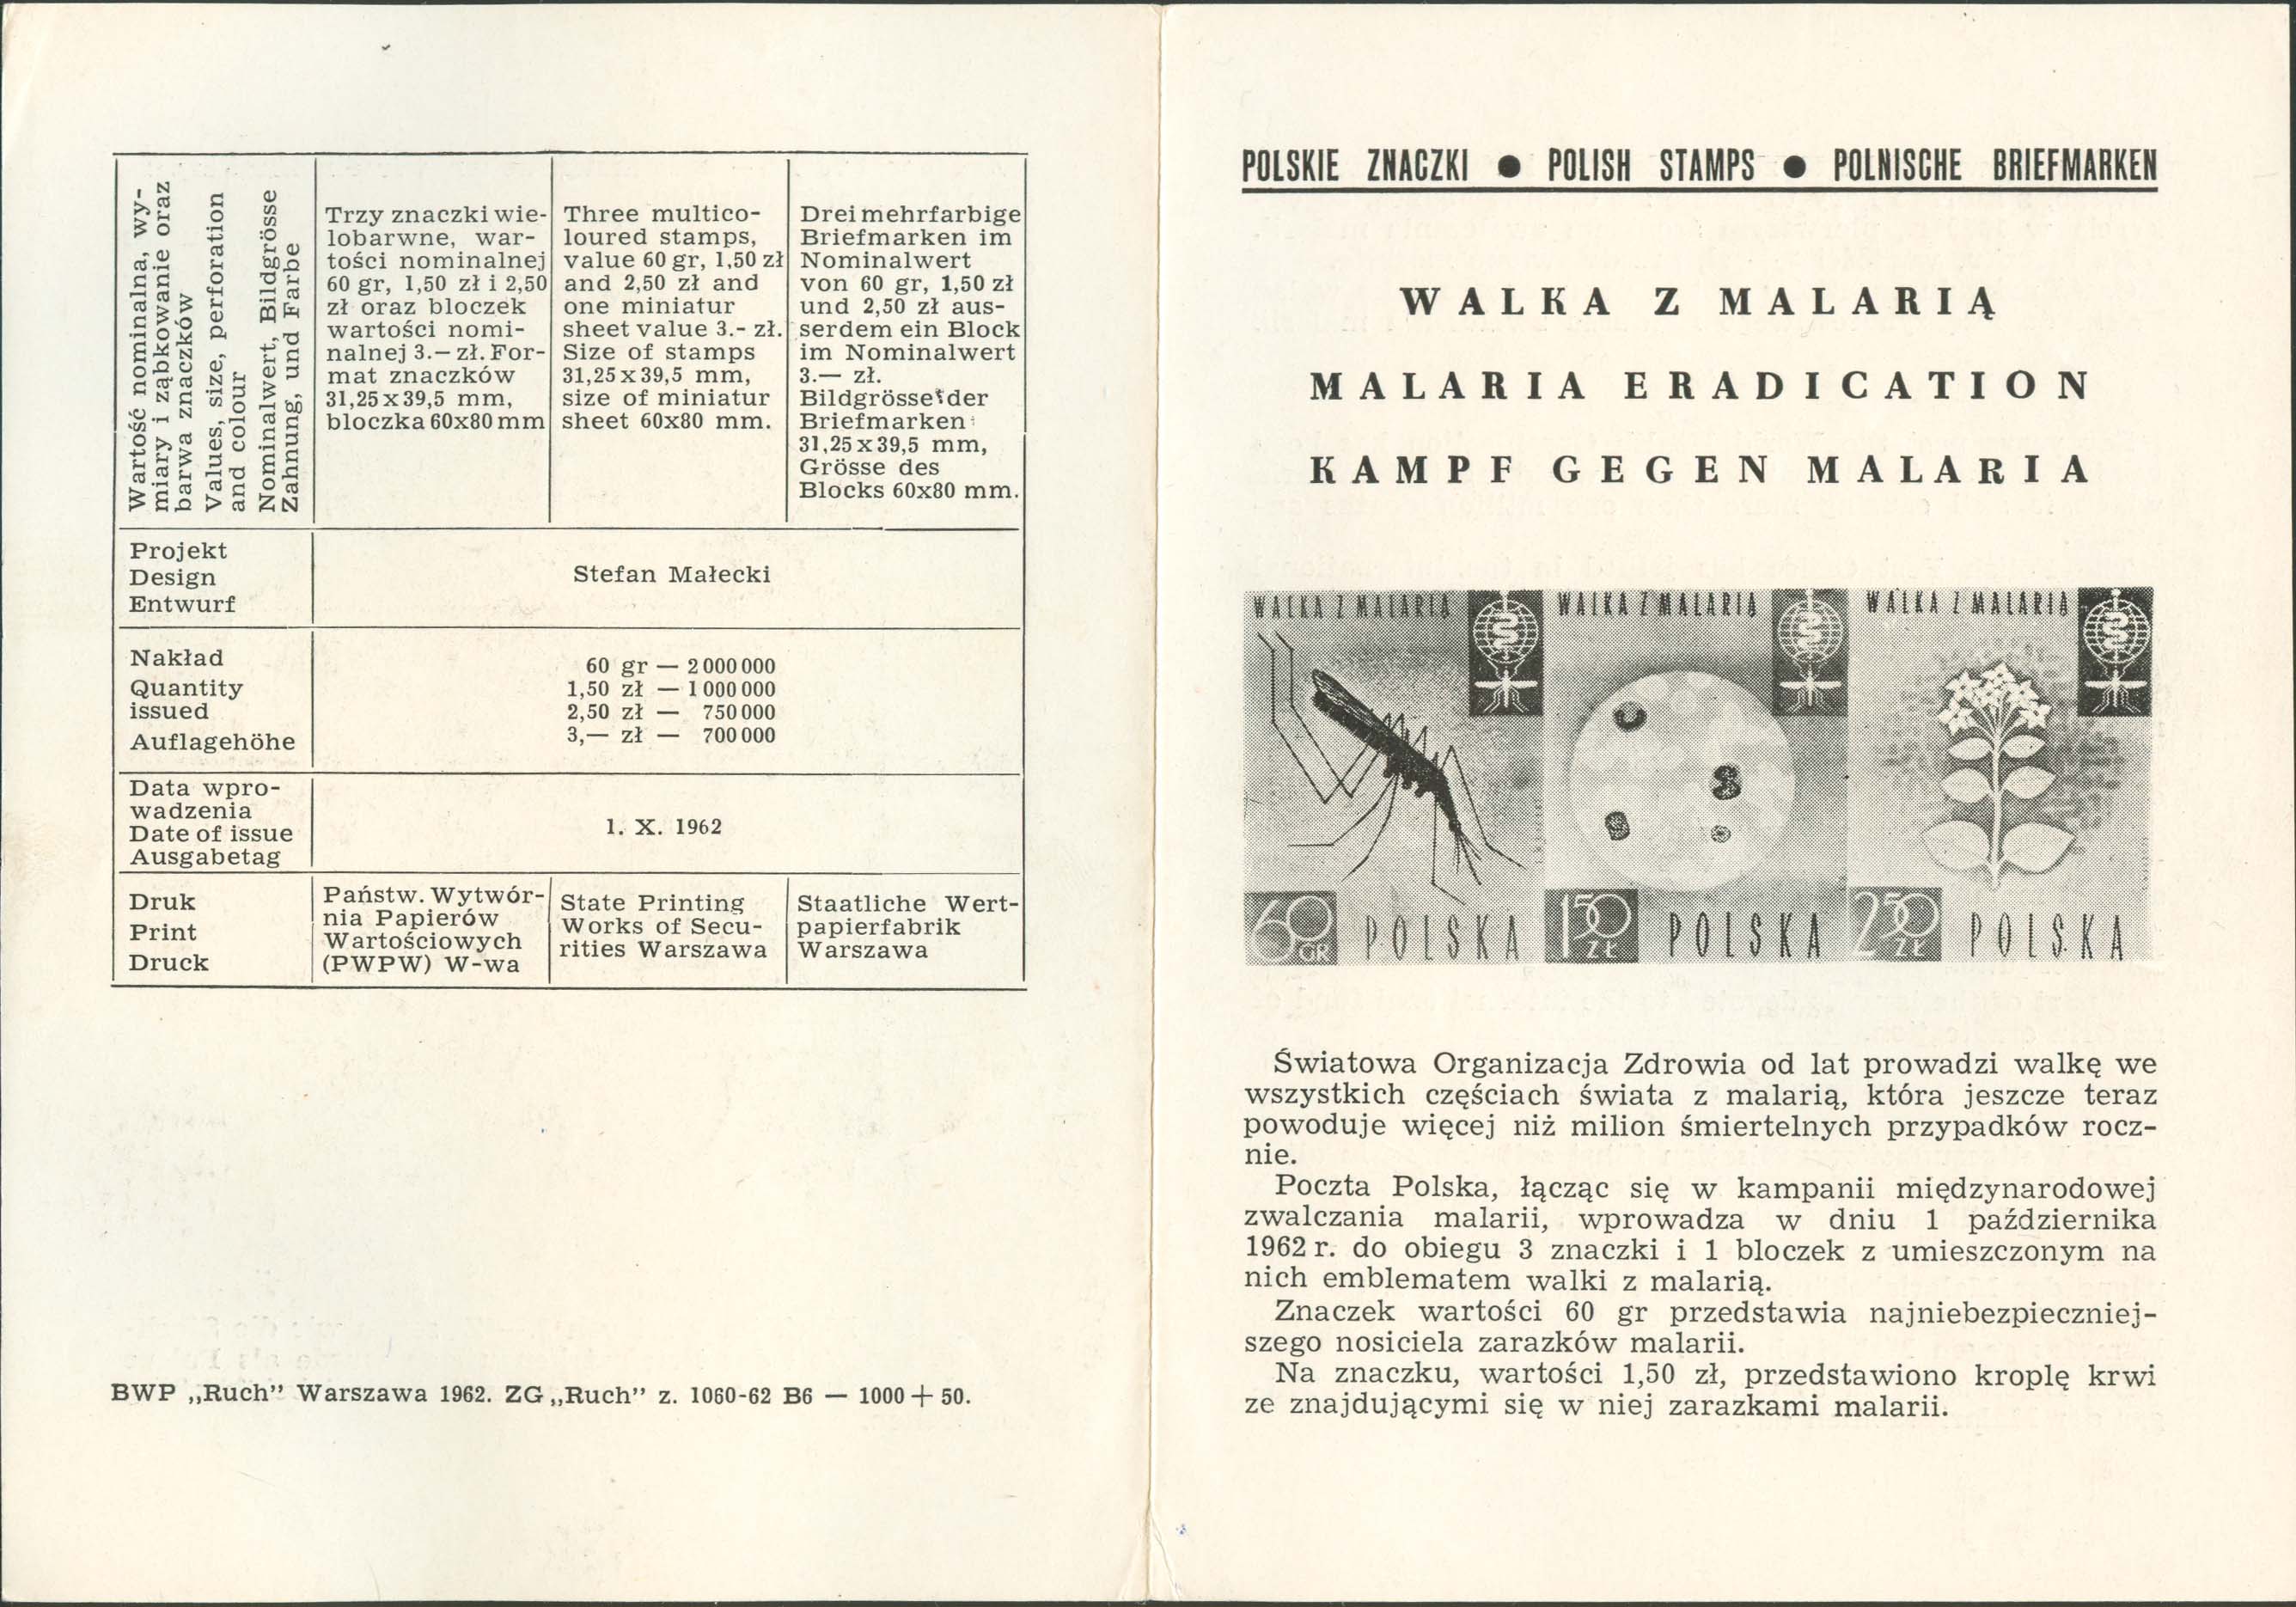 Wartość nominalna, wy-
miary i ząbkowanie oraz
barwa znaczków
Values, size, perforation
and colour
Nominalwert, Bildgrösse
Zahnung, und Farbe
Trzy znaczki wie-
lobarwne, war-
tości nominalnej
60 gr, 1,50 zł i 2,50
zł oraz bloczek
wartości nomi-
nalnej 3.— zł. For-
mat znaczków
31,25 x 39,5 mm,
bloczka 60x80 mm
Three multico-
loured stamps,
value 60 gr, 1,50 zł
and 2,50 zł and
one miniatur
sheet value 3.- zł.
Size of stamps
31,25 x 39,5 mm,
size of miniatur
sheet 60x80 mm.
Drei mehrfarbige
Briefmarken im
Nominalwert
von 60 gr, 1,50 zł
und 2,50 zł aus-
serdem ein Block
im Nominalwert
3.— zł.
Bildgrösse der
Briefmarken
31,25 x 39,5 mm,
Grösse des
Blocks 60x80 mm.
Projekt
Design
Entwurf
Stefan Małecki
Nakład
Quantity
issued
Auflagehöhe
60 gr — 2 000 000
1,50 zł — 1 000 000
2,50 zł — 750 000
3,— zł — 700 000
Data wpro-
wadzenia
Date of issue
Ausgabetag
1. X. 1962
Druk
Print
Druck
Państw. Wytwór-
nia Papierów
Wartościowych
(PWPW) W-wa
State Printing
Works of Secu-
rities Warszawa
Staatliche Wert-
papierfabrik
Warszawa
BWP „Ruch” Warszawa 1962. ZG „Ruch” z. 1060-62 B6 — 1000 + 50.
POLSKIE ZNACZKI ● POLISH STAMPS ● POLNISCHE BRIEFMARKEN
WALKA Z MALARIĄ
MALARIA ERADICATION
KAMPF GEGEN MALARIA
WALKA Z MALARIĄ
60 GR POLSKA
WALKA Z MALARIĄ
150 ZŁ POLSKA
WALKA Z MALARIĄ
250 ZŁ POLSKA
Światowa Organizacja Zdrowia od lat prowadzi walkę we
wszystkich częściach świata z malarią, która jeszcze teraz
powoduje więcej niż milion śmiertelnych przypadków rocz-
nie.
Poczta Polska, łącząc się w kampanii międzynarodowej
zwalczania malarii, wprowadza w dniu 1 października
1962 r. do obiegu 3 znaczki i 1 bloczek z umieszczonym na
nich emblematem walki z malarią.
Znaczek wartości 60 gr przedstawia najniebezpieczniej-
szego nosiciela zarazków malarii.
Na znaczku, wartości 1,50 zł, przedstawiono kroplę krwi
ze znajdującymi się w niej zarazkami malarii.